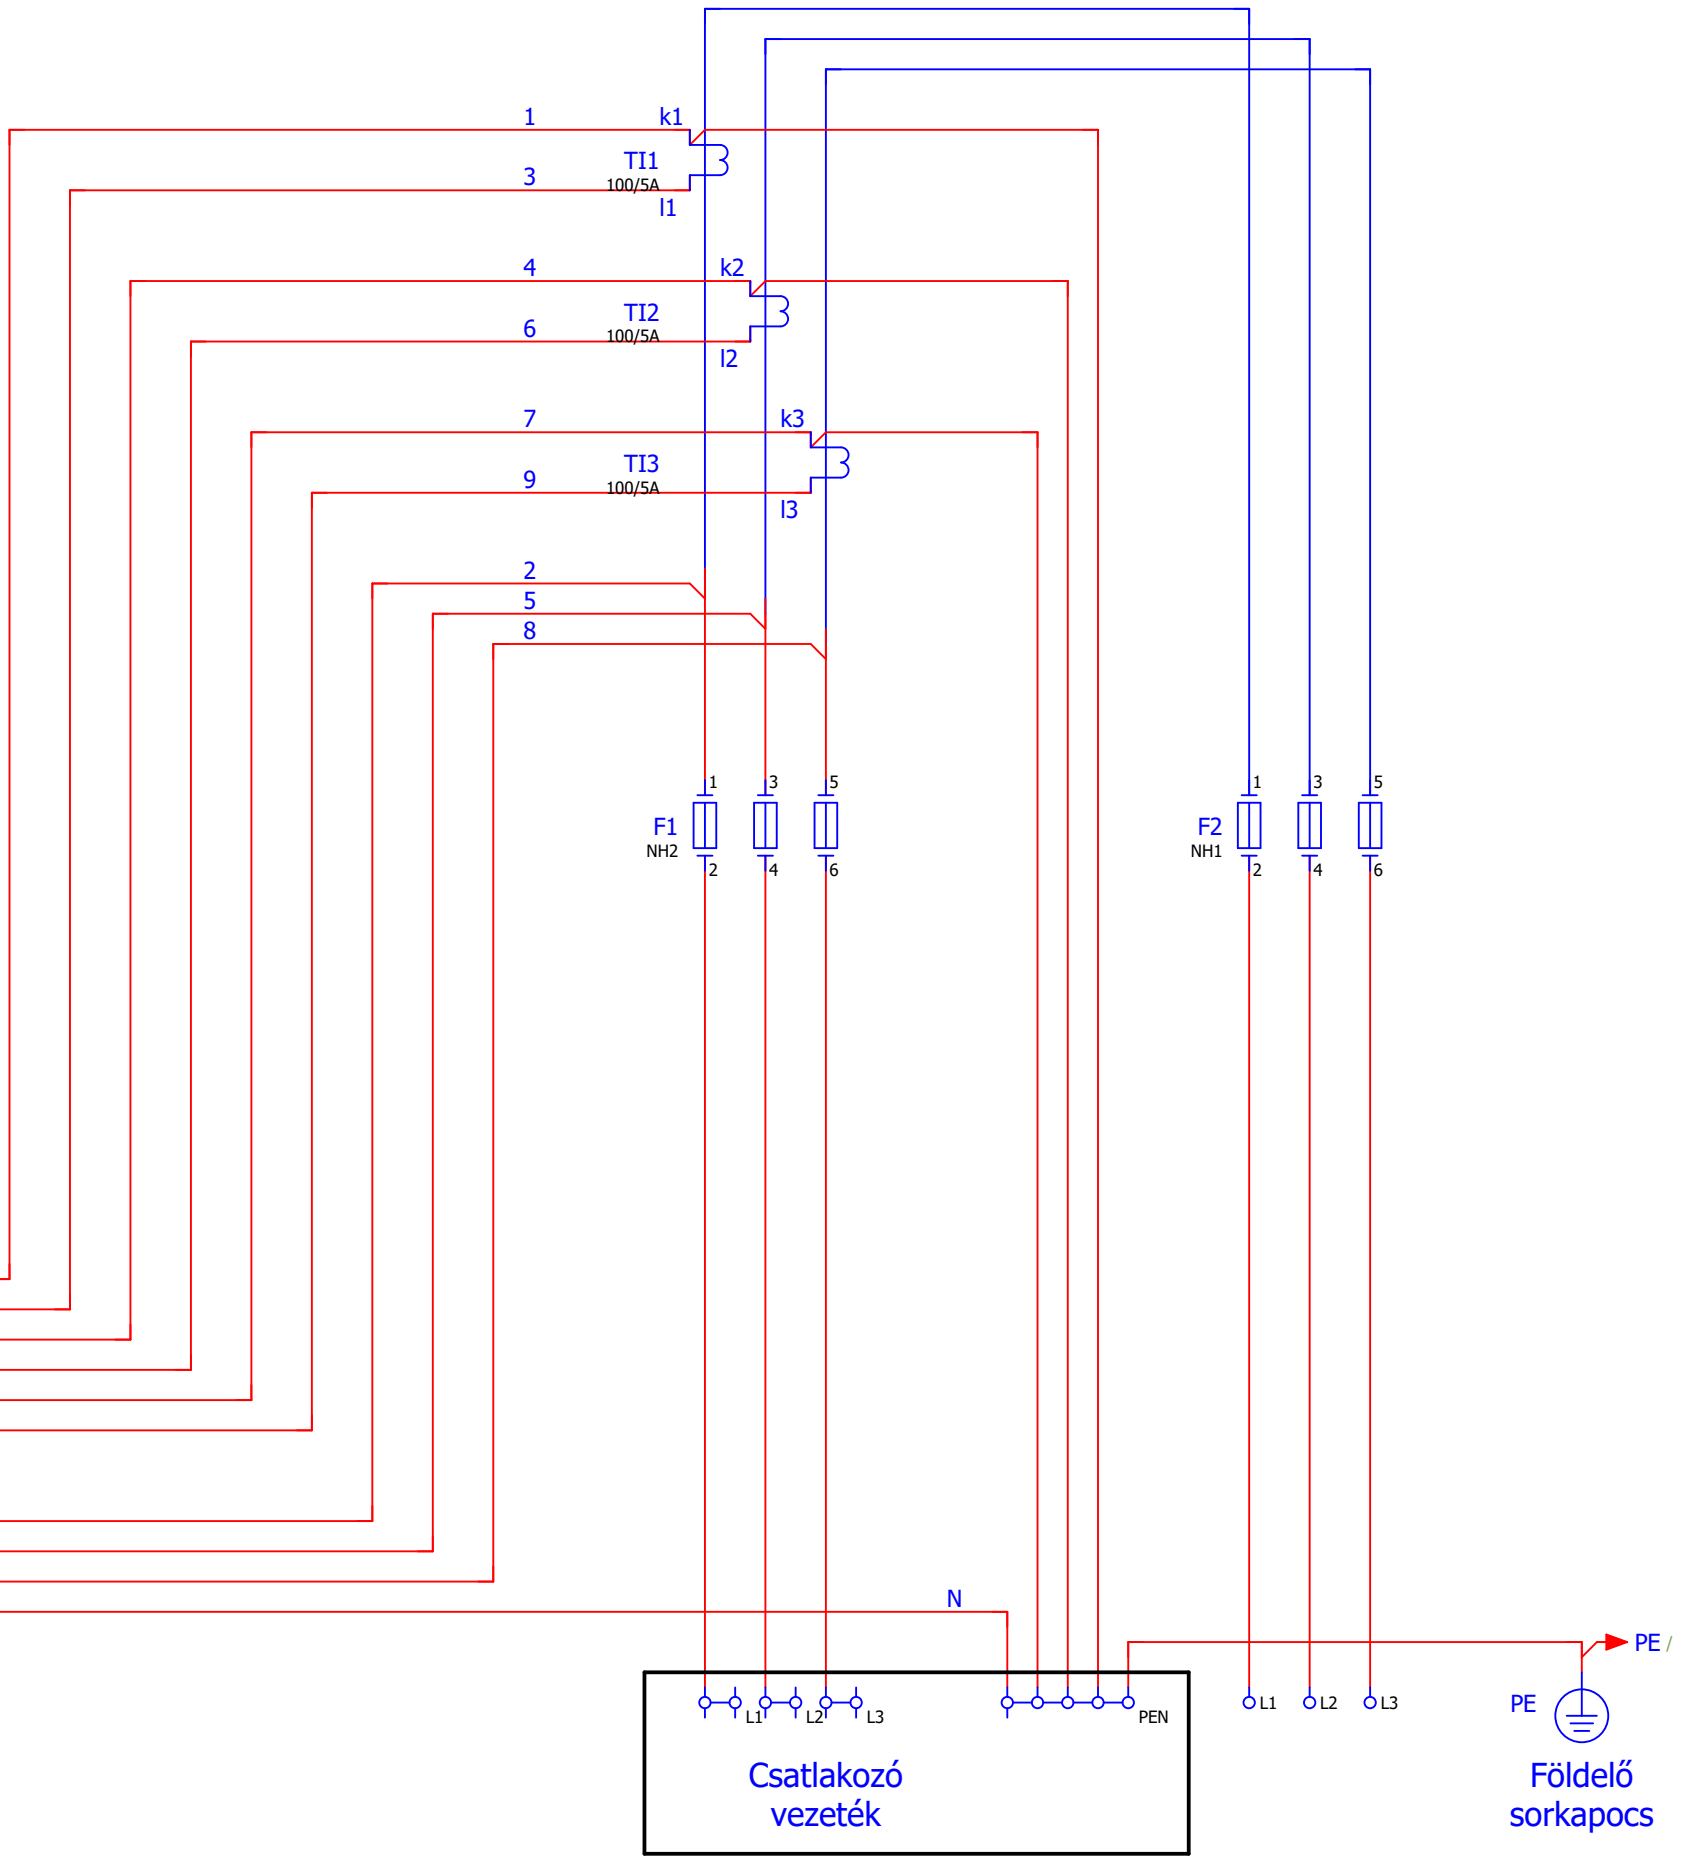 1
k1
TI1
100/5A
3
l1
4
k2
TI2
100/5A
6
l2
7
k3
TI3
100/5A
9
l3
2
5
8
1 3 5
F1
NH2
2 4 6
1 3 5
F2
NH1
2 4 6
N
PE /
L1 L2 L3
PEN
L1 L2 L3
PE
Csatlakozó
vezeték
Földelő
sorkapocs